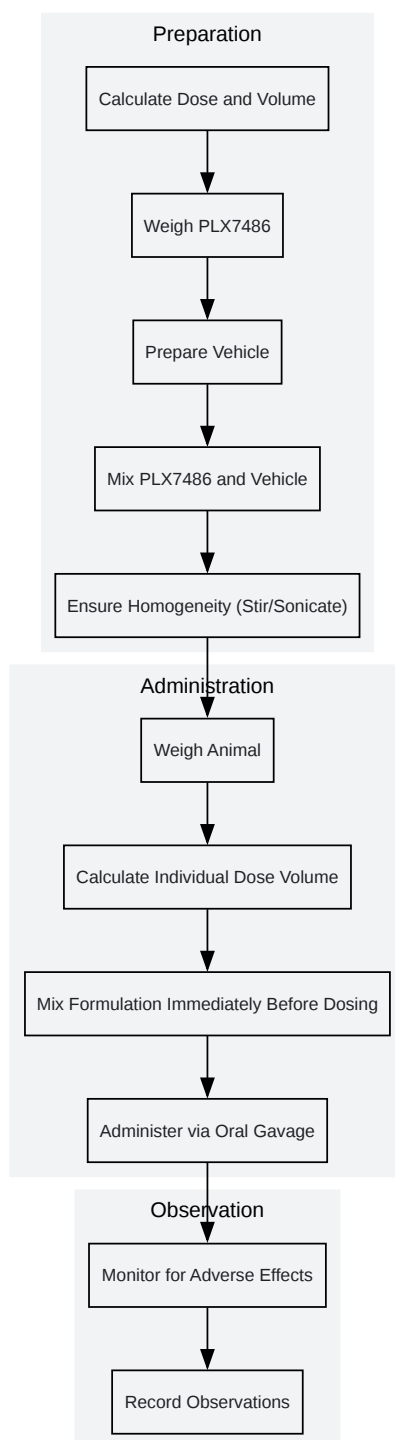 Preparation
Calculate Dose and Volume
Weigh PLX7486
Prepare Vehicle
Mix PLX7486 and Vehicle
Ensure Homogeneity (Stir/Sonicate)
Administration
Weigh Animal
Calculate Individual Dose Volume
Mix Formulation Immediately Before Dosing
Administer via Oral Gavage
Observation
Monitor for Adverse Effects
Record Observations